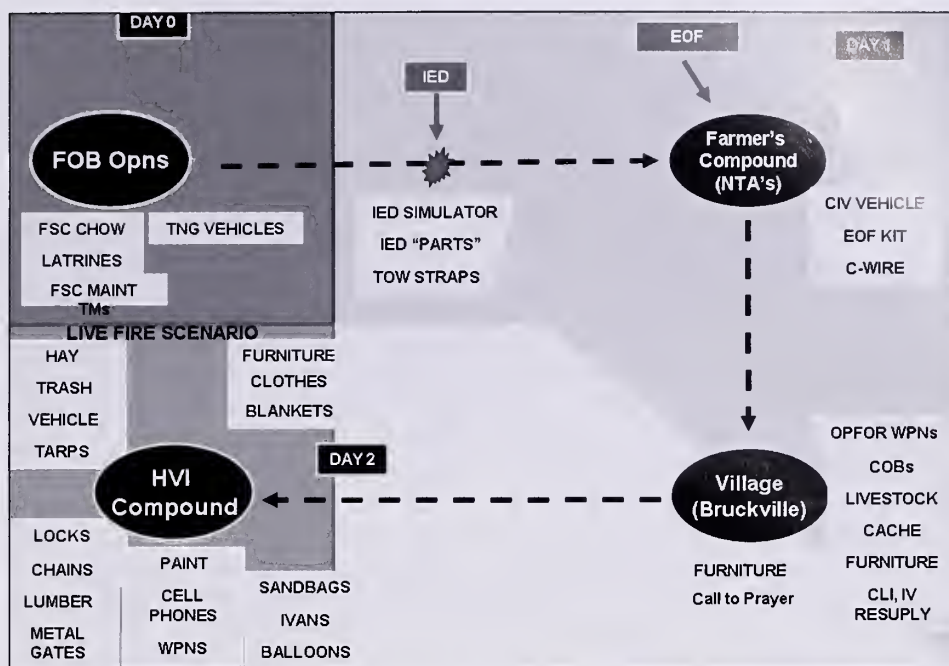 DAY 0
FOB Opns
FSC CHOW
LATRINES
FSC MAINT
TMs
TNG VEHICLES
IED
IED SIMULATOR
IED "PARTS"
TOW STRAPS
EOF
DAY 1
Farmer's
Compound
(NTA's)
CIV VEHICLE
EOF KIT
C-WIRE
LIVE FIRE SCENARIO
HAY
TRASH
VEHICLE
TARPS
FURNITURE
CLOTHES
BLANKETS
HVI
Compound
DAY 2
Village
(Bruckville)
OPFOR WPNs
COBs
LIVESTOCK
CACHE
FURNITURE
CLI, IV
RESUPLY
FURNITURE
Call to Prayer
LOCKS
CHAINS
LUMBER
METAL
GATES
PAINT
CELL
PHONES
WPNS
SANDBAGS
IVANS
BALLOONS